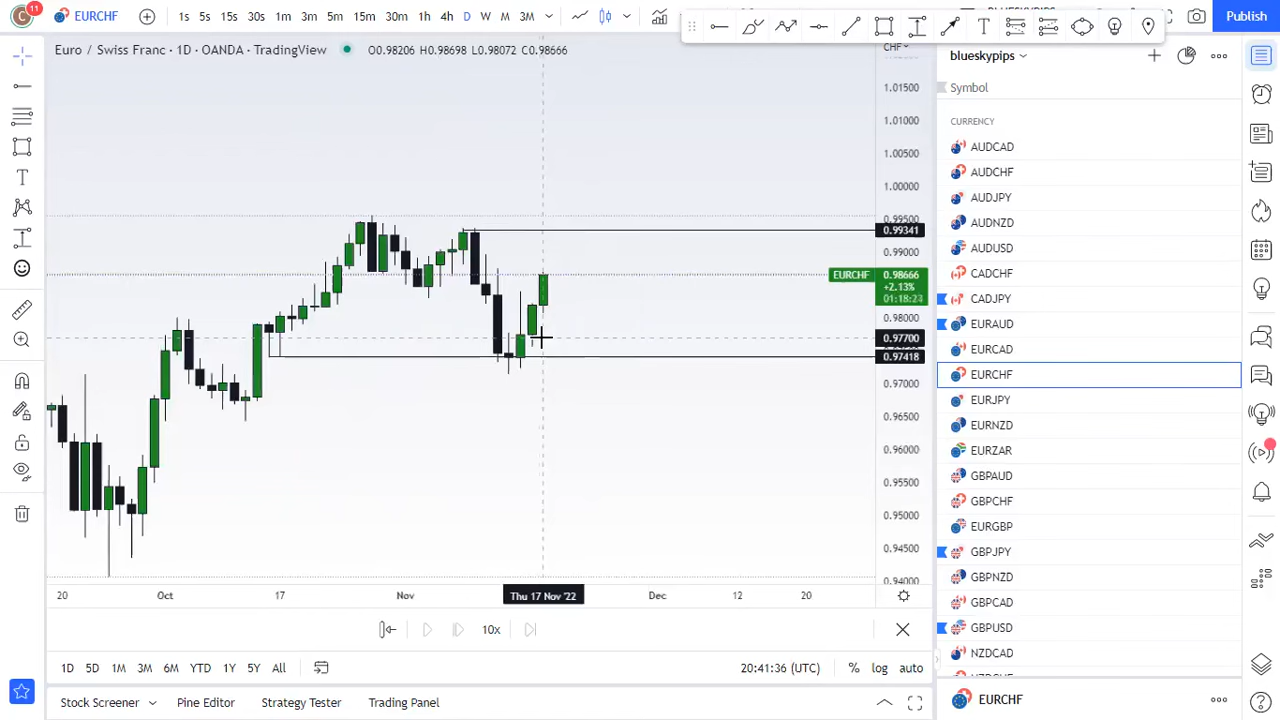 11
EURCHF
1s 5s 15s 30s 1h 3m 5m 15m 30m 1h 4h D W M 3M
Publish
Euro / Swiss Franc · 1D · OANDA · TradingView
O0.98206 H0.98698 L0.98072 C0.98666
CHF
blueskypips
Symbol
CURRENCY
AUDCAD
AUDCHF
AUDJPY
AUDNZD
AUDUSD
CADCHF
CADJPY
EURAUD
EURCAD
EURCHF
EURJPY
EURNZD
EURZAR
GBPAUD
GBPCHF
EURGBP
GBPJPY
GBPNZD
GBPCAD
GBPUSD
NZDCAD
1.01500
1.01000
1.00500
1.00000
0.99500
0.99341
0.99000
EURCHF 0.98666
+2.13%
01:18:23
0.98000
0.97700
0.97418
0.97000
0.96500
0.96000
0.95500
0.95000
0.94500
0.94000
20 Oct 17 Nov Thu 17 Nov '22 Dec 12 20
10x
1D 5D 1M 3M 6M YTD 1Y 5Y All
20:41:36 (UTC) % log auto
Stock Screener Pine Editor ategy Tester Trading Panel
EURCHF